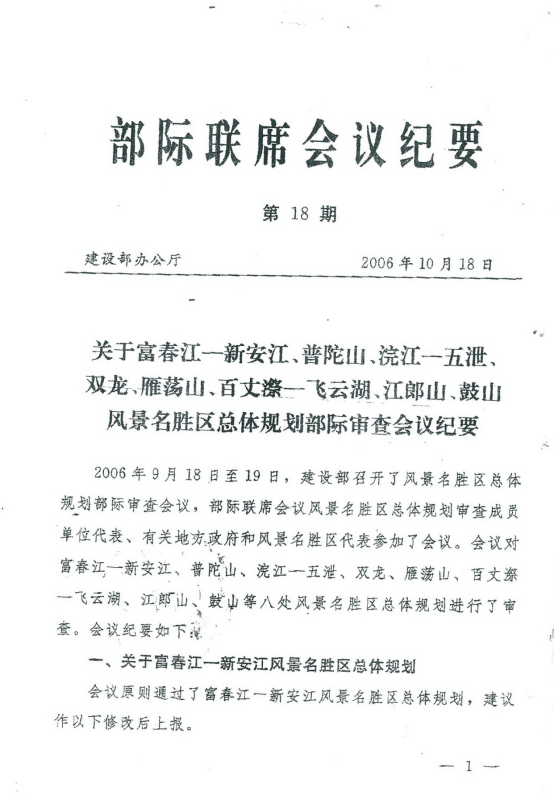 部际联席会议纪要
第 18 期
建设部办公厅 2006 年 10 月 18 日
关于富春江—新安江、普陀山、浣江—五泄、
双龙、雁荡山、百丈漈—飞云湖、江郎山、鼓山
风景名胜区总体规划部际审查会议纪要
2006 年 9 月 18 日至 19 日，建设部召开了风景名胜区总体
规划部际审查会议，部际联席会议风景名胜区总体规划审查成员
单位代表、有关地方政府和风景名胜区代表参加了会议。会议对
富春江—新安江、普陀山、浣江—五泄、双龙、雁荡山、百丈漈
—飞云湖、江郎山、鼓山等八处风景名胜区总体规划进行了审
查。会议纪要如下：
一、关于富春江—新安江风景名胜区总体规划
会议原则通过了富春江—新安江风景名胜区总体规划，建议
作以下修改后上报。
— 1 —